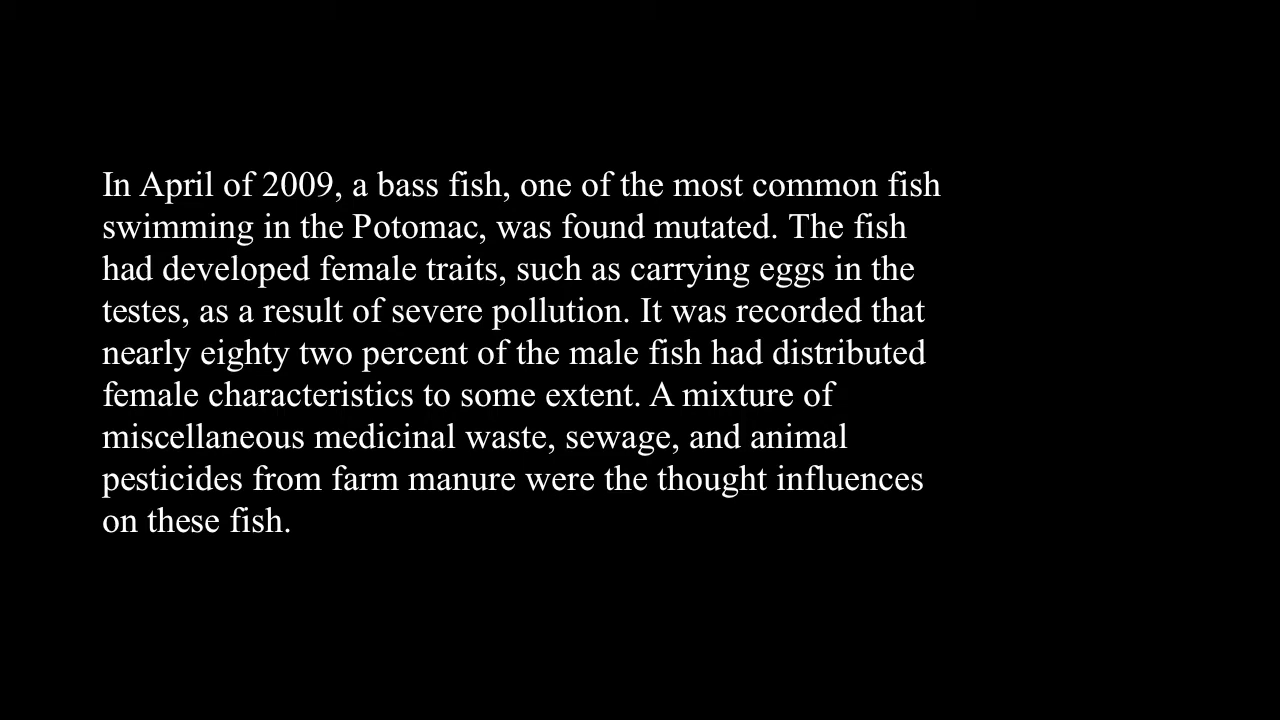 In April of 2009, a bass fish, one of the most common fish
swimming in the Potomac, was found mutated. The fish
had developed female traits, such as carrying eggs in the
testes, as a result of severe pollution. It was recorded that
nearly eighty two percent of the male fish had distributed
female characteristics to some extent. A mixture of
miscellaneous medicinal waste, sewage, and animal
pesticides from farm manure were the thought influences
on these fish.